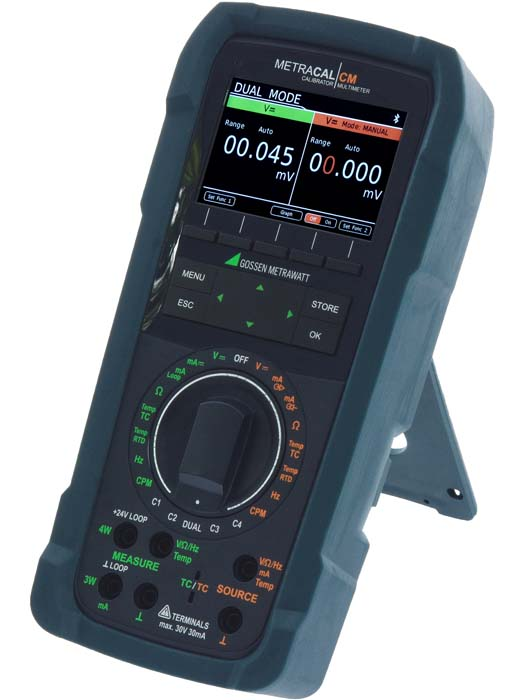 METRACAL CM
CALIBRATOR MULTIMETER
DUAL MODE
V⎓
V⎓ Mode: MANUAL
Range Auto
Range Auto
00.045
00.000
mV
mV
Set Func 1
Graph
Off On
Set Func 2
GOSSEN METRAWATT
MENU
STORE
ESC
OK
mA⎓ V⎓ OFF V⎓
mA
Loop
mA
mA
Ω
Ω
Temp
TC
Temp
TC
Temp
RTD
Temp
RTD
Hz
Hz
CPM
CPM
C1 C2 DUAL C3 C4
+24V LOOP
4W
VΩ/Hz
Temp
VΩ/Hz
mA
Temp
MEASURE
⊥ LOOP
TC/TC
SOURCE
3W
mA
⊥
⊥
TERMINALS
max. 30V 30mA